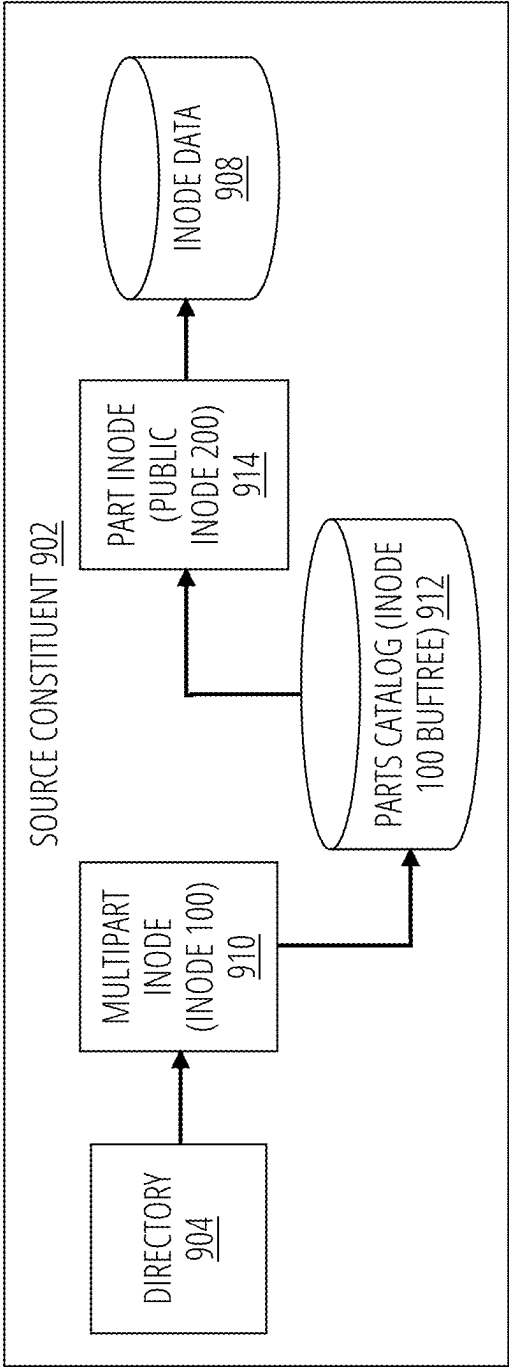 SOURCE CONSTITUENT 902
DIRECTORY
904
MULTIPART
INODE
(INODE 100)
910
PARTS CATALOG (INODE
100 BUFTREE) 912
PART INODE
(PUBLIC
INODE 200)
914
INODE DATA
908